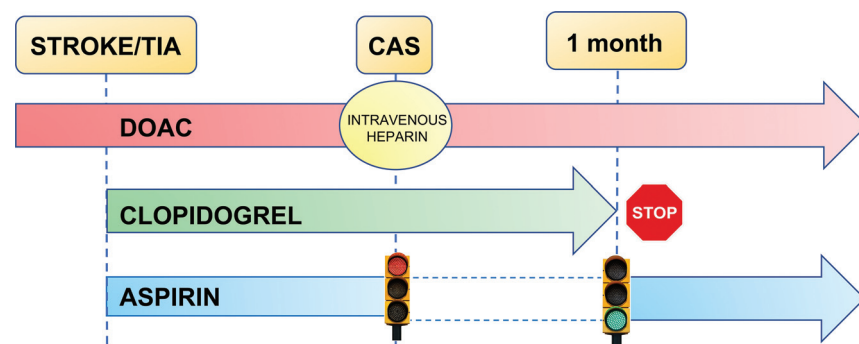 STROKE/TIA
CAS
1 month
DOAC
INTRAVENOUS
HEPARIN
CLOPIDOGREL
STOP
ASPIRIN